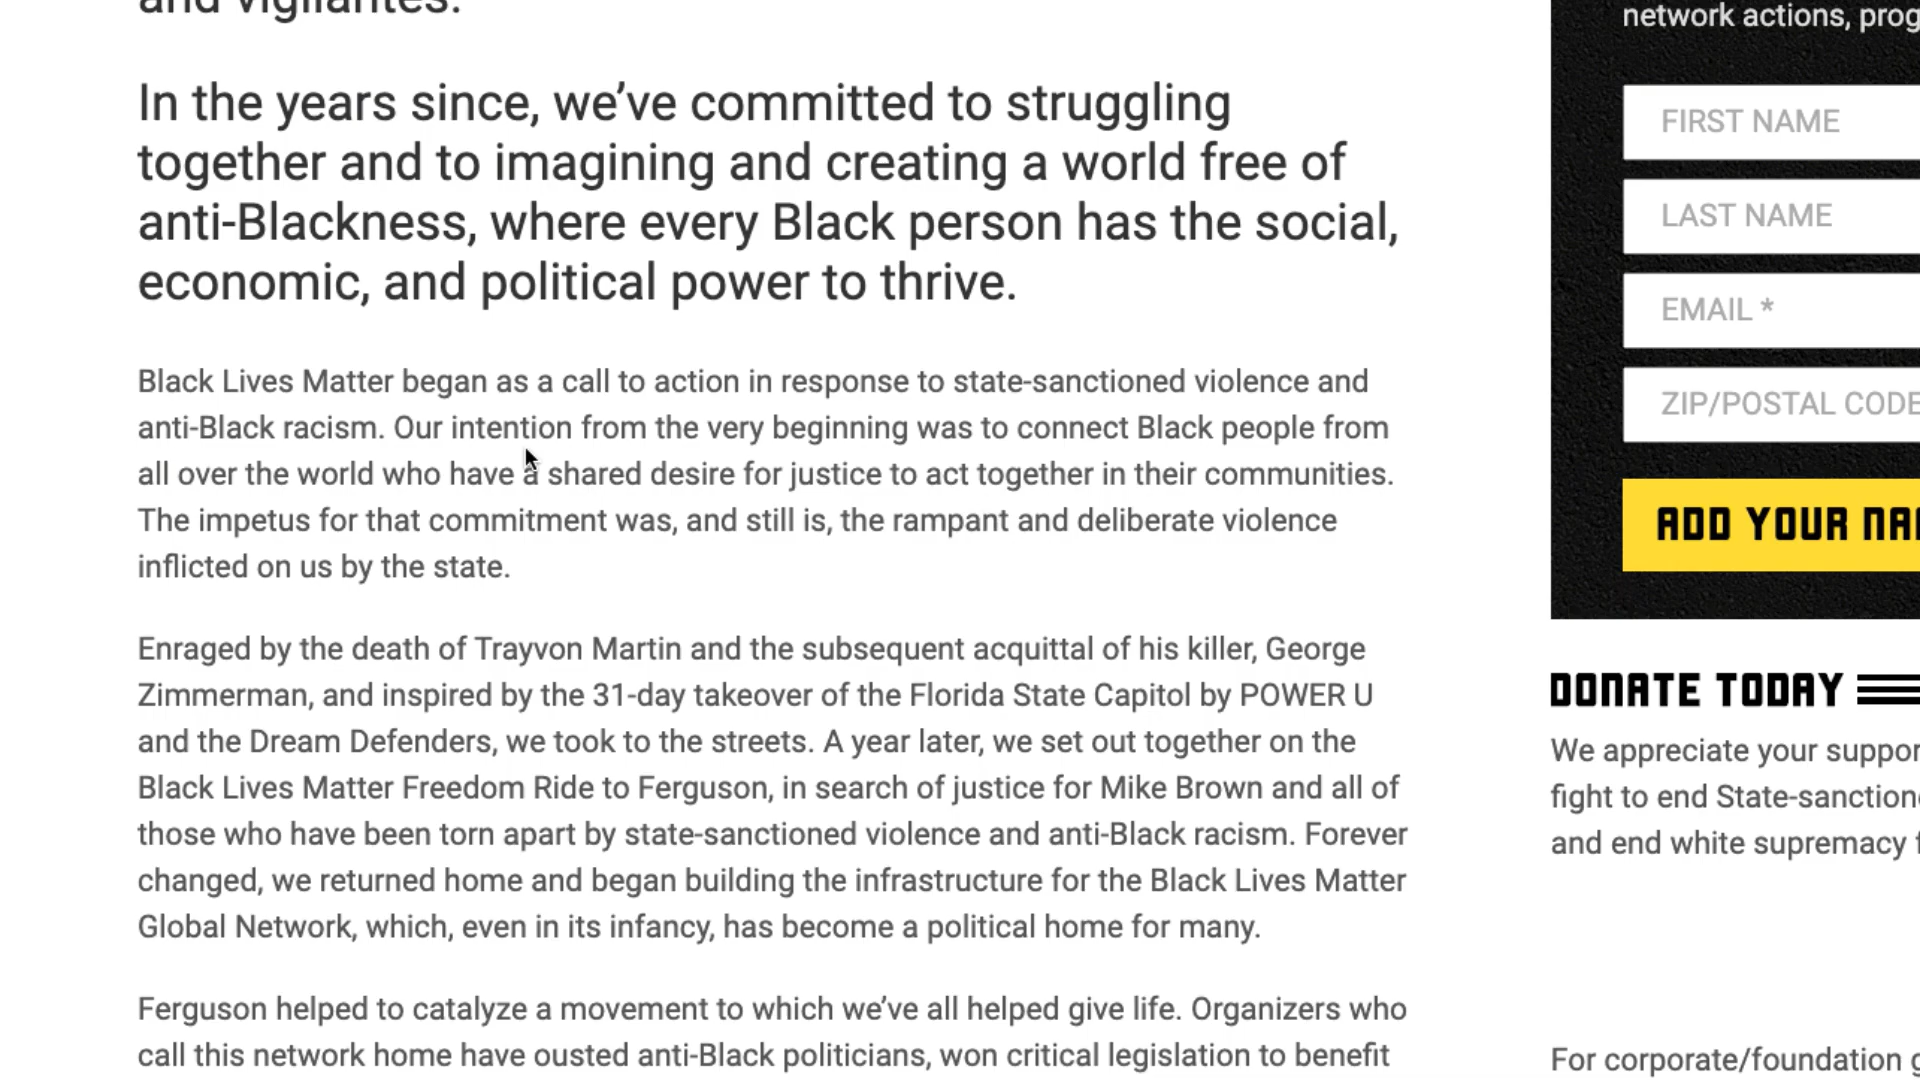 and vigilantes.
In the years since, we’ve committed to struggling
together and to imagining and creating a world free of
anti-Blackness, where every Black person has the social,
economic, and political power to thrive.
Black Lives Matter began as a call to action in response to state-sanctioned violence and
anti-Black racism. Our intention from the very beginning was to connect Black people from
all over the world who have a shared desire for justice to act together in their communities.
The impetus for that commitment was, and still is, the rampant and deliberate violence
inflicted on us by the state.
Enraged by the death of Trayvon Martin and the subsequent acquittal of his killer, George
Zimmerman, and inspired by the 31-day takeover of the Florida State Capitol by POWER U
and the Dream Defenders, we took to the streets. A year later, we set out together on the
Black Lives Matter Freedom Ride to Ferguson, in search of justice for Mike Brown and all of
those who have been torn apart by state-sanctioned violence and anti-Black racism. Forever
changed, we returned home and began building the infrastructure for the Black Lives Matter
Global Network, which, even in its infancy, has become a political home for many.
Ferguson helped to catalyze a movement to which we’ve all helped give life. Organizers who
call this network home have ousted anti-Black politicians, won critical legislation to benefit
network actions,
FIRST NAME
LAST NAME
EMAIL *
ZIP/POSTAL CODE
ADD YOUR
DONATE TODAY
We appreciate your
fight to end
and end white supremacy
For corporate/foundation